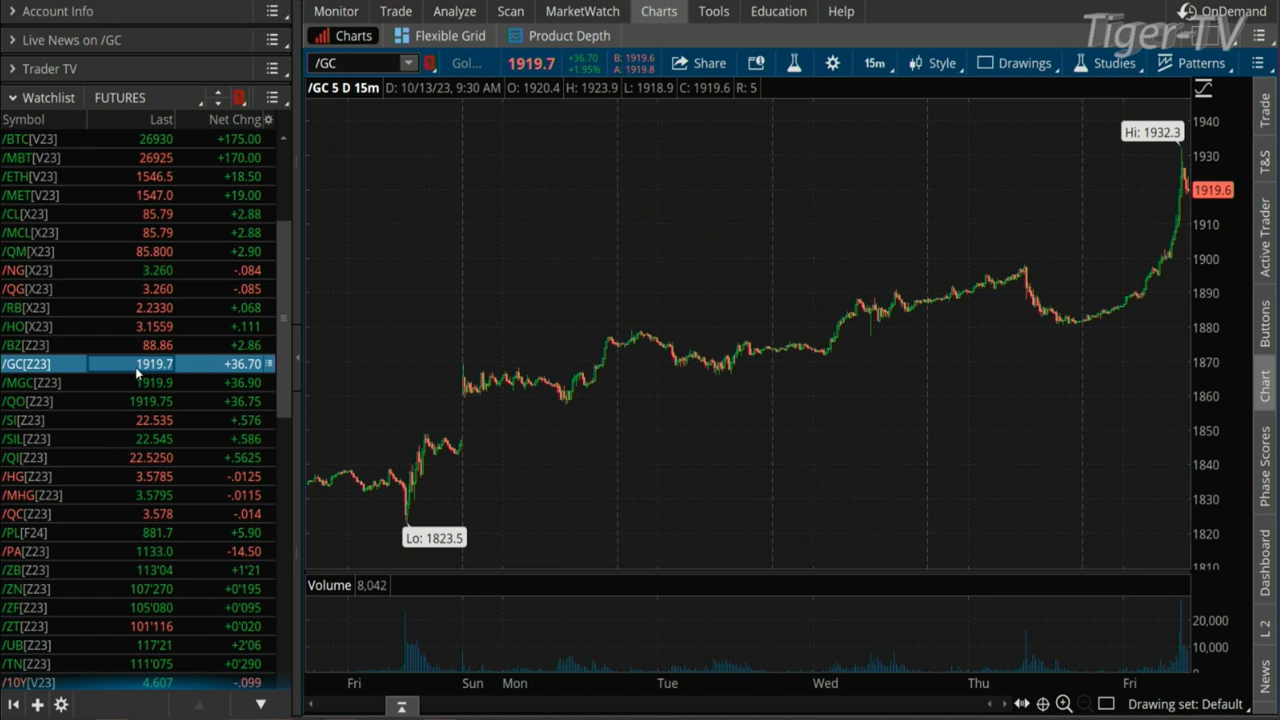 Account Info
Live News on /GC
Trader TV
Watchlist FUTURES
Symbol Last Net Chng
/BTC[V23] 26930 +175.00
/MBT[V23] 26925 +170.00
/ETH[V23] 1546.5 +18.50
/MET[V23] 1547.0 +19.00
/CL[X23] 85.79 +2.88
/MCL[X23] 85.79 +2.88
/QM[X23] 85.800 +2.90
/NG[X23] 3.260 -.084
/QG[X23] 3.260 -.085
/RB[X23] 2.2330 +.068
/HO[X23] 3.1559 +.111
/BZ[Z23] 88.86 +2.86
/GC[Z23] 1919.7 +36.70
/MGC[Z23] 1919.9 +36.90
/QO[Z23] 1919.75 +36.75
/SI[Z23] 22.535 +.576
/SIL[Z23] 22.545 +.586
/QI[Z23] 22.5250 +.5625
/HG[Z23] 3.5785 -.0125
/MHG[Z23] 3.5795 -.0115
/QC[Z23] 3.578 -.014
/PL[F24] 881.7 +5.90
/PA[Z23] 1133.0 -14.50
/ZB[Z23] 113'04 +1'21
/ZN[Z23] 107'270 +0'195
/ZF[Z23] 105'080 +0'095
/ZT[Z23] 101'116 +0'020
/UB[Z23] 117'21 +2'06
/TN[Z23] 111'075 +0'290
/10Y[V23] 4.607 -.099
Monitor Trade Analyze Scan MarketWatch Charts Tools Education Help OnDemand
Tiger-TV
Charts Flexible Grid Product Depth
/GC Gol... 1919.7 +36.70 B: 1919.6
+1.95% A: 1919.8
Share 15m Style Drawings Studies Patterns
/GC 5 D 15m D: 10/13/23, 9:30 AM O: 1920.4 H: 1923.9 L: 1918.9 C: 1919.6 R: 5
Hi: 1932.3
Lo: 1823.5
1940
1930
1919.6
1910
1900
1890
1880
1870
1860
1850
1840
1830
1820
1810
Volume 8,042
20,000
10,000
Fri Sun Mon Tue Wed Thu Fri
Drawing set: Default
Trade
T&S
Active Trader
Buttons
Chart
Phase Scores
Dashboard
L 2
News